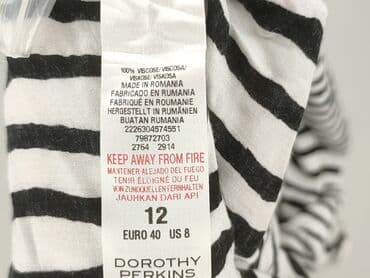 100% VISCOSE/VISCOSA/
VISKOSE/VISKOSA
MADE IN ROMANIA
FABRICADO EN RUMANIA
FABRIQUÉ EN ROUMANIE
HERGESTELLT IN RUMÄNIEN
BUATAN RUMANIA
2226304574551
79872703
2764 2914
KEEP AWAY FROM FIRE
MANTENER ALEJADO DEL FUEGO
TENIR ÉLOIGNÉ DU FEU
VON ZÜNDQUELLEN FERNHALTEN
JAUHKAN DARI API
12
EURO 40 US 8
DOROTHY
PERKINS